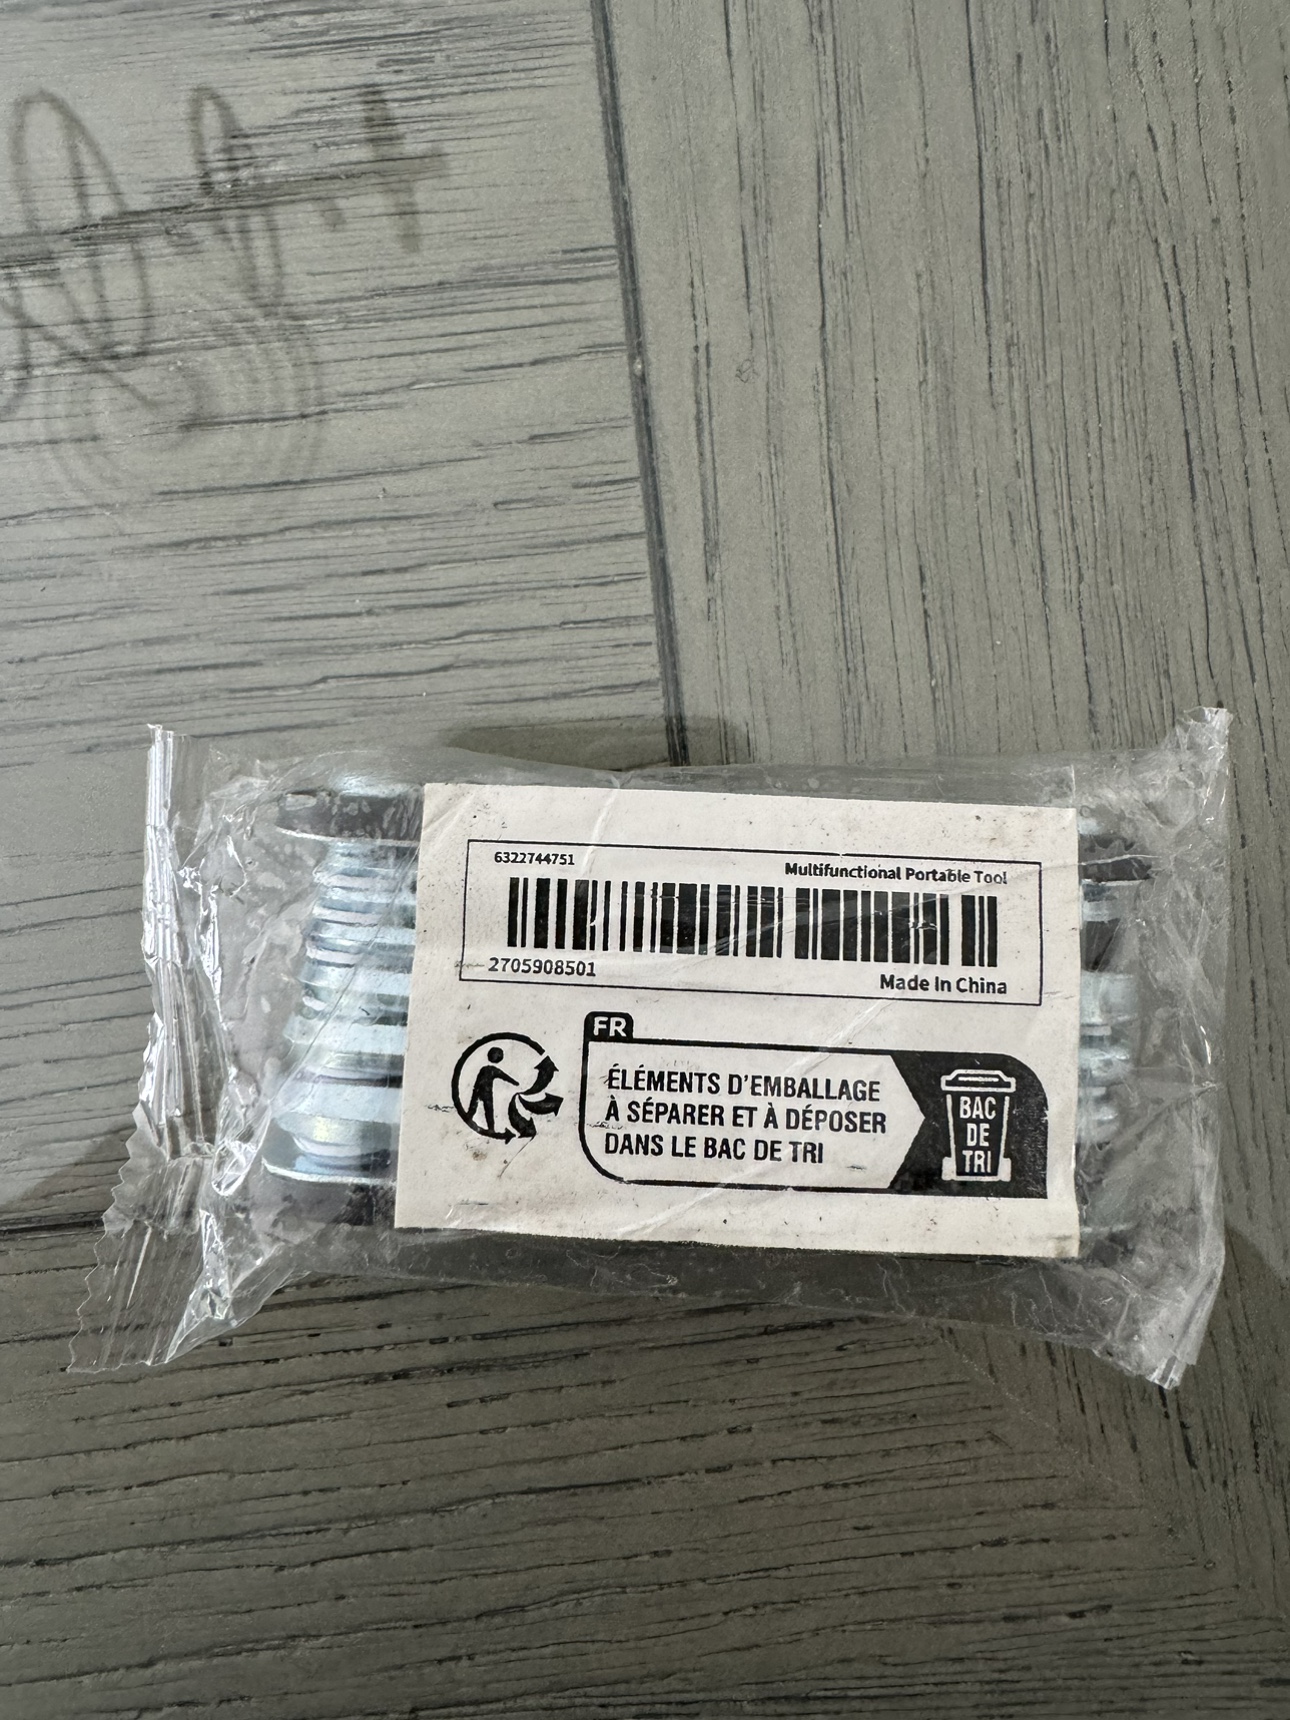 6322744751
Multifunctional Portable Tool
2705908501
Made In China
FR
ÉLÉMENTS D'EMBALLAGE
À SÉPARER ET À DÉPOSER
DANS LE BAC DE TRI
BAC
DE
TRI